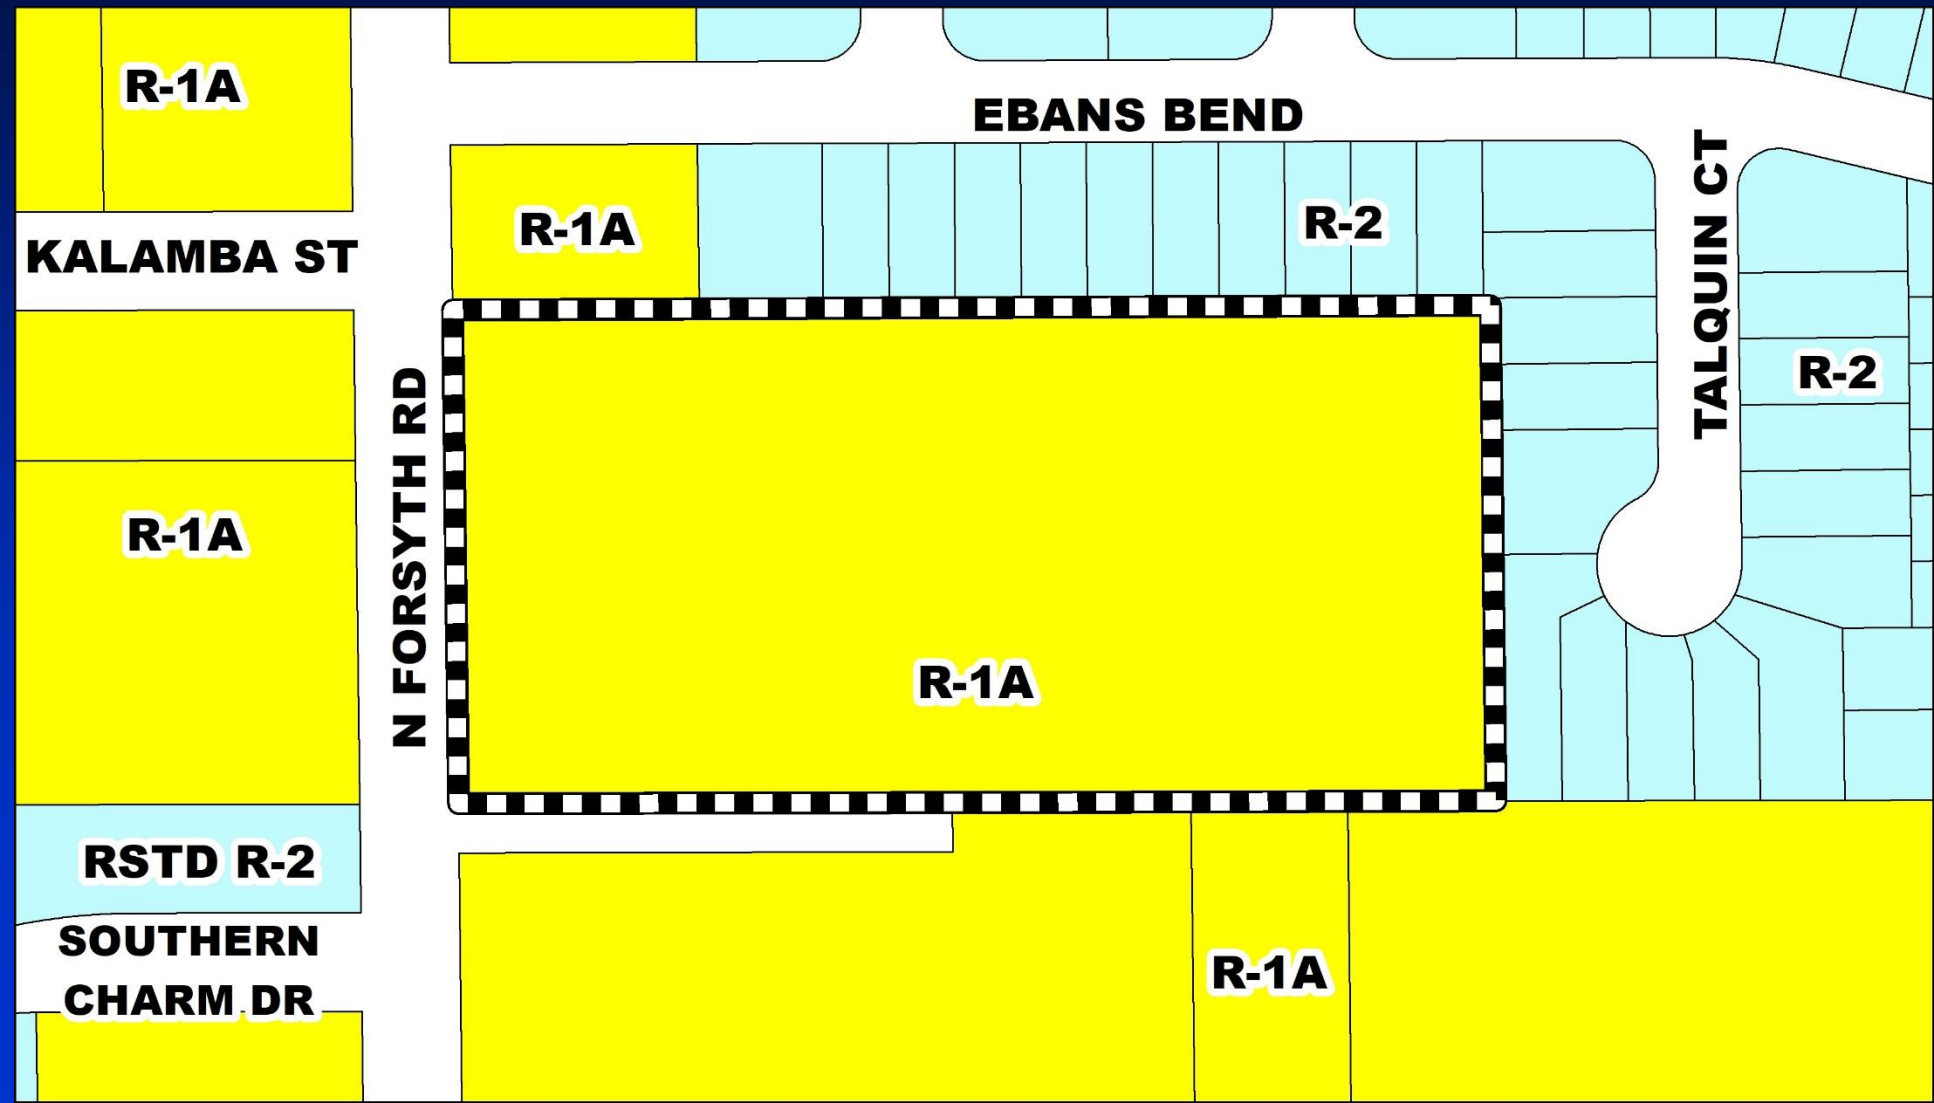 R-1A
EBANS BEND
TALQUIN CT
R-1A
R-2
KALAMBA ST
N FORSYTH RD
R-2
R-1A
R-1A
RSTD R-2
SOUTHERN
CHARM DR
R-1A